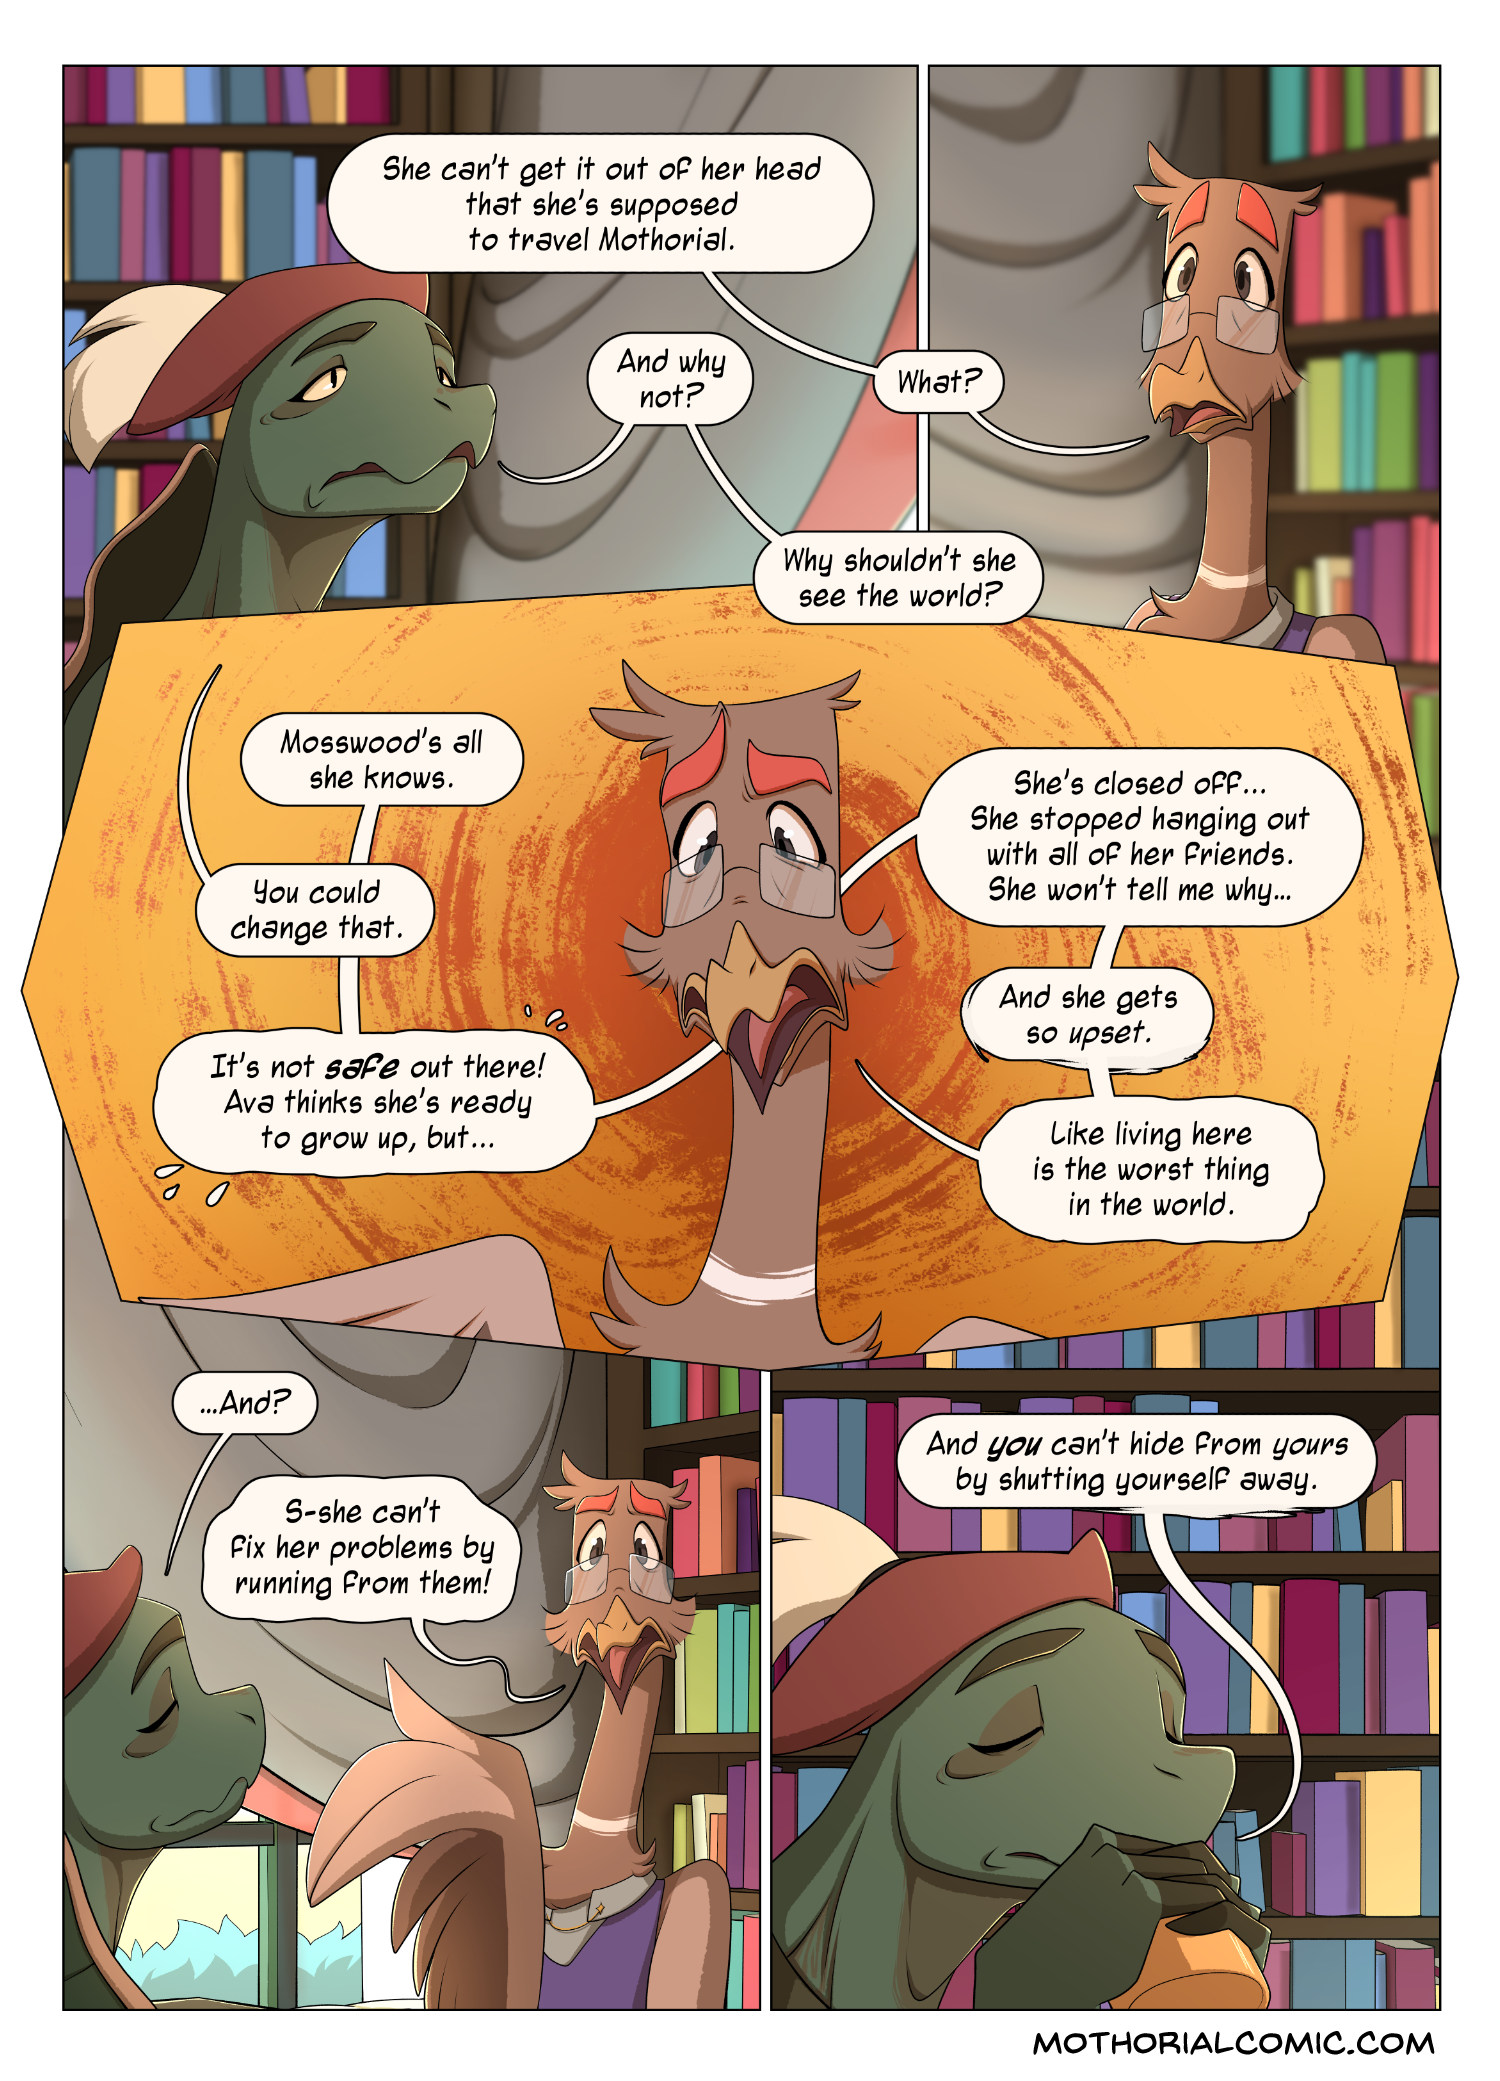 She can't get it out of her head
that she's supposed
to travel Mothorial.
And why
not?
What?
Why shouldn't she
see the world?
Mosswood's all
she knows.
You could
change that.
It's not safe out there!
Ava thinks she's ready
to grow up, but...
She's closed off...
She stopped hanging out
with all of her friends.
She won't tell me why...
And she gets
so upset.
Like living here
is the worst thing
in the world.
...And?
S-she can't
fix her problems by
running from them!
And you can't hide from yours
by shutting yourself away.
MOTHORIALCOMIC.COM